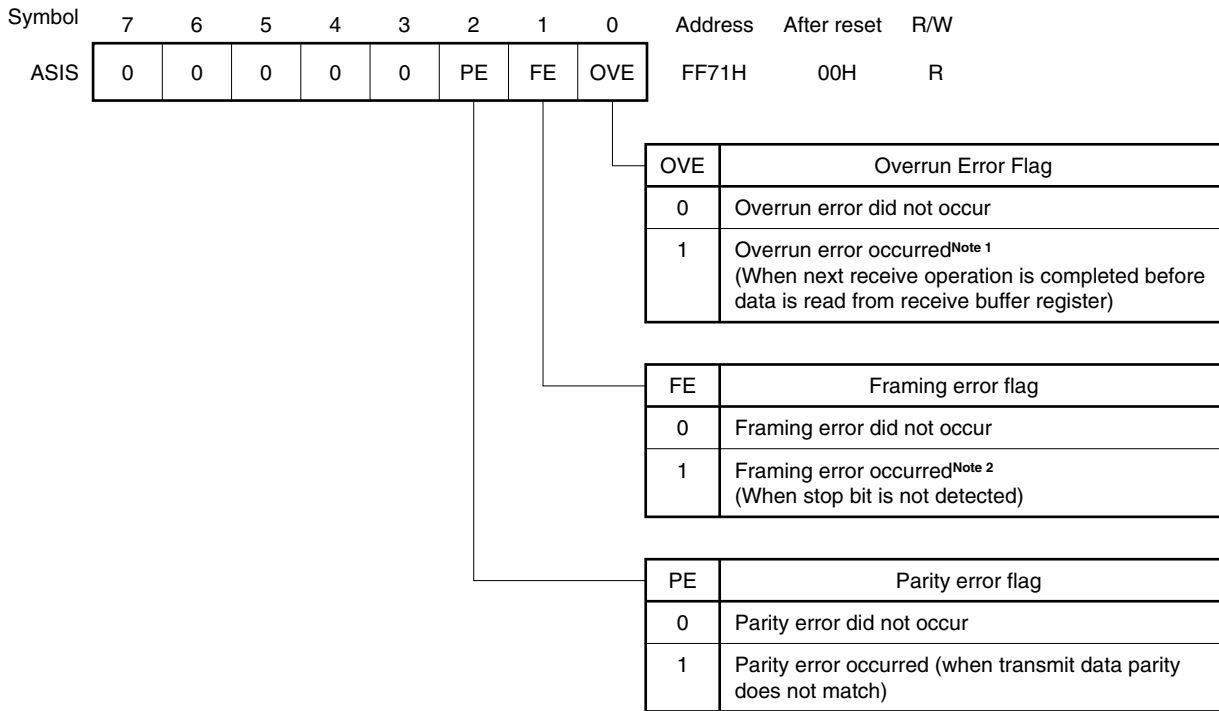 Symbol 7 6 5 4 3 2 1 0 Address After reset R/W
ASIS 0 0 0 0 0 PE FE OVE FF71H 00H R
OVE Overrun Error Flag
0 Overrun error did not occur
1 Overrun error occurredNote 1
(When next receive operation is completed before
data is read from receive buffer register)
FE Framing error flag
0 Framing error did not occur
1 Framing error occurredNote 2
(When stop bit is not detected)
PE Parity error flag
0 Parity error did not occur
1 Parity error occurred (when transmit data parity
does not match)